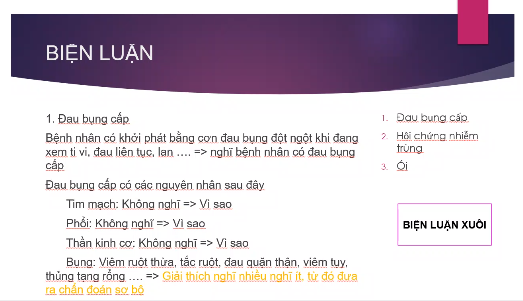 BIỆN LUẬN
1. Đau bụng cấp
Bệnh nhân có khởi phát bằng cơn đau bụng đột ngột khi đang
xem ti vi, đau liên tục, lan …. => nghĩ bệnh nhân có đau bụng
cấp
Đau bụng cấp có các nguyên nhân sau đây
Tim mạch: Không nghĩ => Vì sao
Phổi: Không nghĩ => Vì sao
Thần kinh cơ: Không nghĩ => Vì sao
Bụng: Viêm ruột thừa, tắc ruột, đau quặn thận, viêm tụy,
thủng tạng rổng …. => Giải thích nghĩ nhiều nghĩ ít, từ đó đưa
ra chẩn đoán sơ bộ
1. Đau bụng cấp
2. Hội chứng nhiễm
trùng
3. Ói
BIỆN LUẬN XUÔI